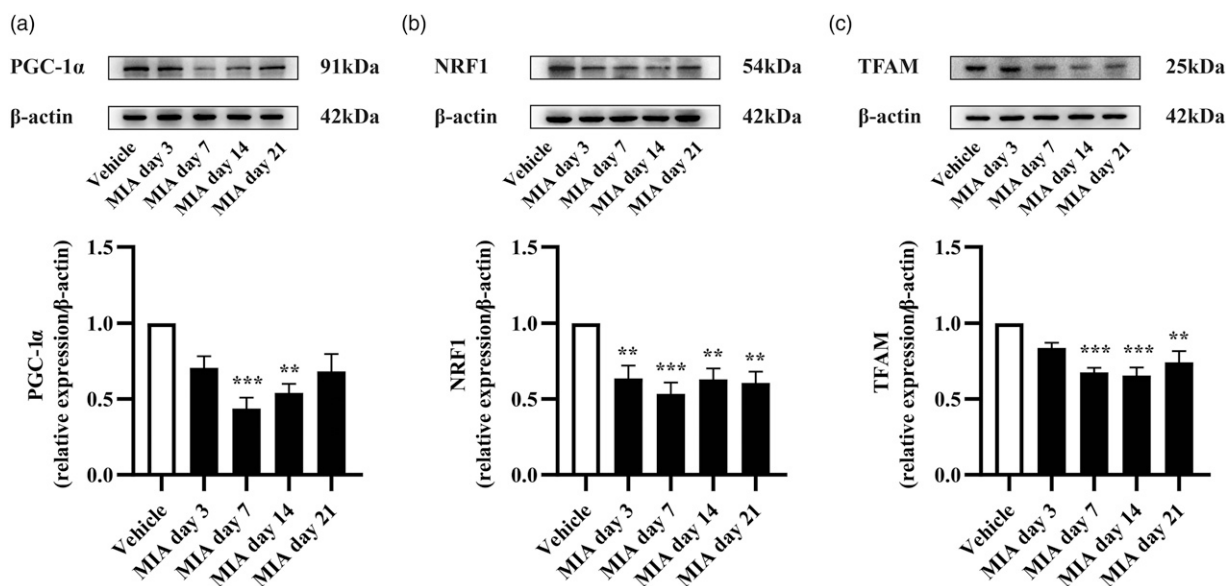 (a)
PGC-1α 91kDa
β-actin 42kDa
Vehicle
MIA day 3
MIA day 7
MIA day 14
MIA day 21
PGC-1α
(relative expression/β-actin)
1.5
1.0
0.5
0.0
***
**
Vehicle
MIA day 3
MIA day 7
MIA day 14
MIA day 21
(b)
NRF1 54kDa
β-actin 42kDa
Vehicle
MIA day 3
MIA day 7
MIA day 14
MIA day 21
NRF1
(relative expression/β-actin)
1.5
1.0
0.5
0.0
**
***
**
**
Vehicle
MIA day 3
MIA day 7
MIA day 14
MIA day 21
(c)
TFAM 25kDa
β-actin 42kDa
Vehicle
MIA day 3
MIA day 7
MIA day 14
MIA day 21
TFAM
(relative expression/β-actin)
1.5
1.0
0.5
0.0
***
***
**
Vehicle
MIA day 3
MIA day 7
MIA day 14
MIA day 21